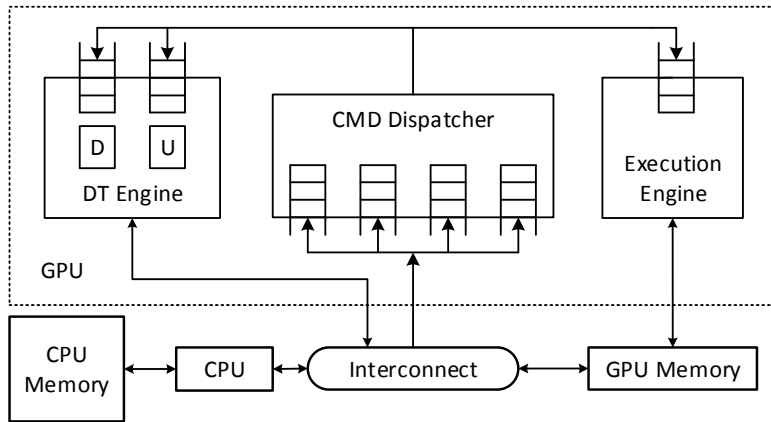 CMD Dispatcher
D
U
DT Engine
Execution
Engine
GPU
CPU
Memory
CPU
Interconnect
GPU Memory